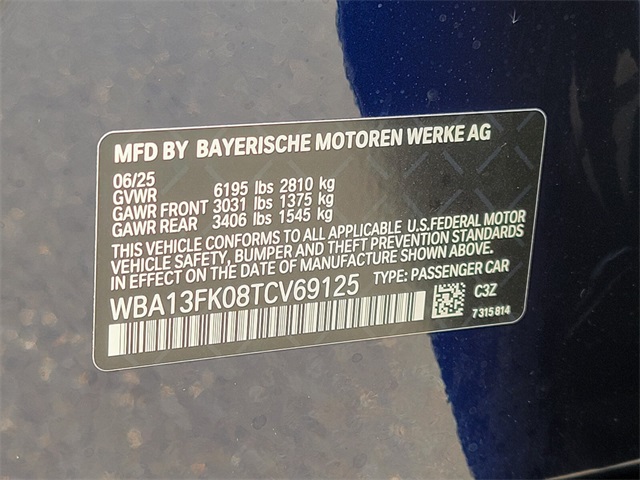 MFD BY BAYERISCHE MOTOREN WERKE AG
06/25
GVWR 6195 lbs 2810 kg
GAWR FRONT 3031 lbs 1375 kg
GAWR REAR 3406 lbs 1545 kg
THIS VEHICLE CONFORMS TO ALL APPLICABLE U.S.FEDERAL MOTOR
VEHICLE SAFETY, BUMPER AND THEFT PREVENTION STANDARDS
IN EFFECT ON THE DATE OF MANUFACTURE SHOWN ABOVE.
WBA13FK08TCV69125 TYPE: PASSENGER CAR
C3Z
7315814